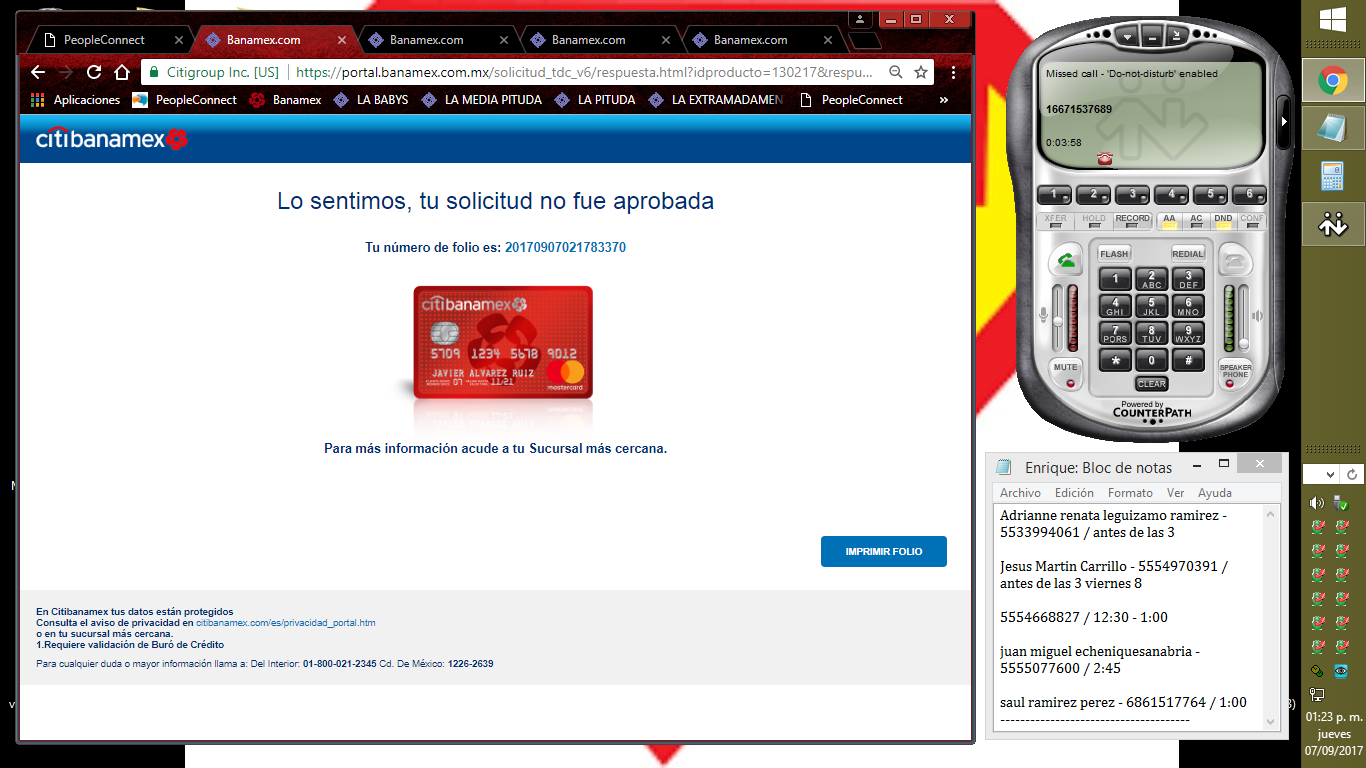 PeopleConnect
Banamex.com
Banamex.com
Banamex.com
Banamex.com
Citigroup Inc. [US]
https://portal.banamex.com.mx/solicitud_tdc_v6/respuesta.html?idproducto=130217&respu...
Aplicaciones
PeopleConnect
Banamex
LA BABYS
LA MEDIA PITUDA
LA PITUDA
LA EXTRAMADAMEN
PeopleConnect
»
citibanamex
Lo sentimos, tu solicitud no fue aprobada
Tu número de folio es: 20170907021783370
citibanamex
5709 1234 5678 9012
07 11/21
JAVIER ALVAREZ RUIZ
mastercard
Para más información acude a tu Sucursal más cercana.
IMPRIMIR FOLIO
En Citibanamex tus datos están protegidos
Consulta el aviso de privacidad en citibanamex.com/es/privacidad_portal.htm
o en tu sucursal más cercana.
1.Requiere validación de Buró de Crédito
Para cualquier duda o mayor información llama a: Del Interior: 01-800-021-2345 Cd. De México: 1226-2639
Missed call - 'Do-not-disturb' enabled
16671537689
0:03:58
1 2 3 4 5 6
XFER HOLD RECORD AA AC DND CONF
FLASH REDIAL
1 2 ABC 3 DEF
4 GHI 5 JKL 6 MNO
7 PQRS 8 TUV 9 WXYZ
* 0 #
MUTE
SPEAKER PHONE
CLEAR
Powered by
COUNTERPATH
Enrique: Bloc de notas
Archivo Edición Formato Ver Ayuda
Adrianne renata leguizamo ramirez -
5533994061 / antes de las 3
Jesus Martin Carrillo - 5554970391 /
antes de las 3 viernes 8
5554668827 / 12:30 - 1:00
juan miguel echeniquesanabria -
5555077600 / 2:45
saul ramirez perez - 6861517764 / 1:00
--------------------------------------
01:23 p. m.
jueves
07/09/2017